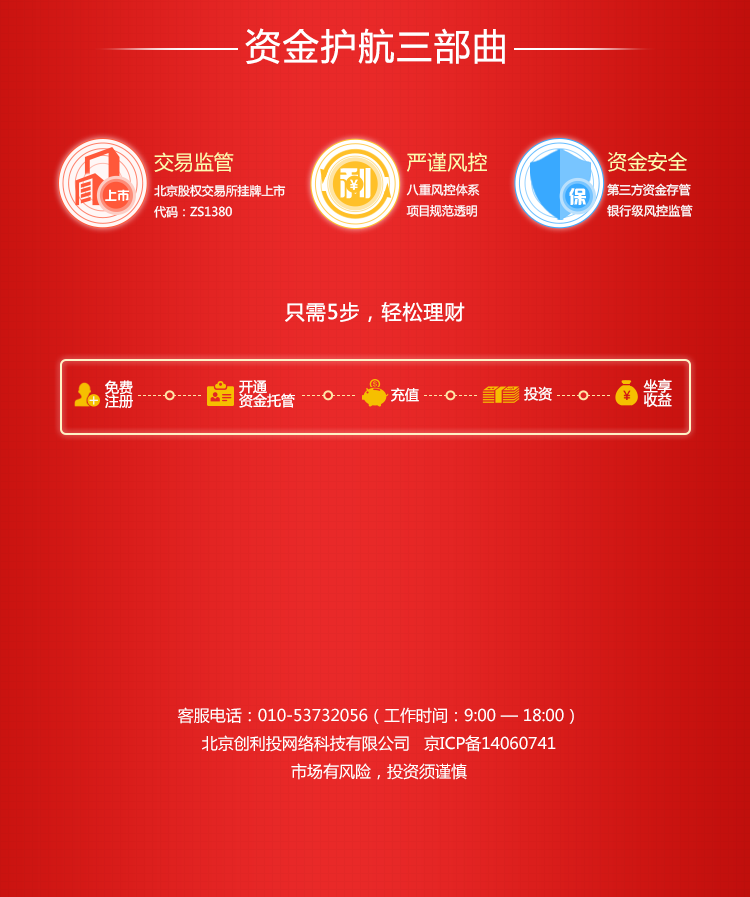 资金护航三部曲
上市
交易监管
北京股权交易所挂牌上市
代码：ZS1380
利
¥
严谨风控
八重风控体系
项目规范透明
保
资金安全
第三方资金存管
银行级风控监管
只需5步，轻松理财
免费
注册
开通
资金托管
$
充值
投资
¥
坐享
收益
客服电话：010-53732056（工作时间：9:00 — 18:00）
北京创利投网络科技有限公司 京ICP备14060741
市场有风险，投资须谨慎